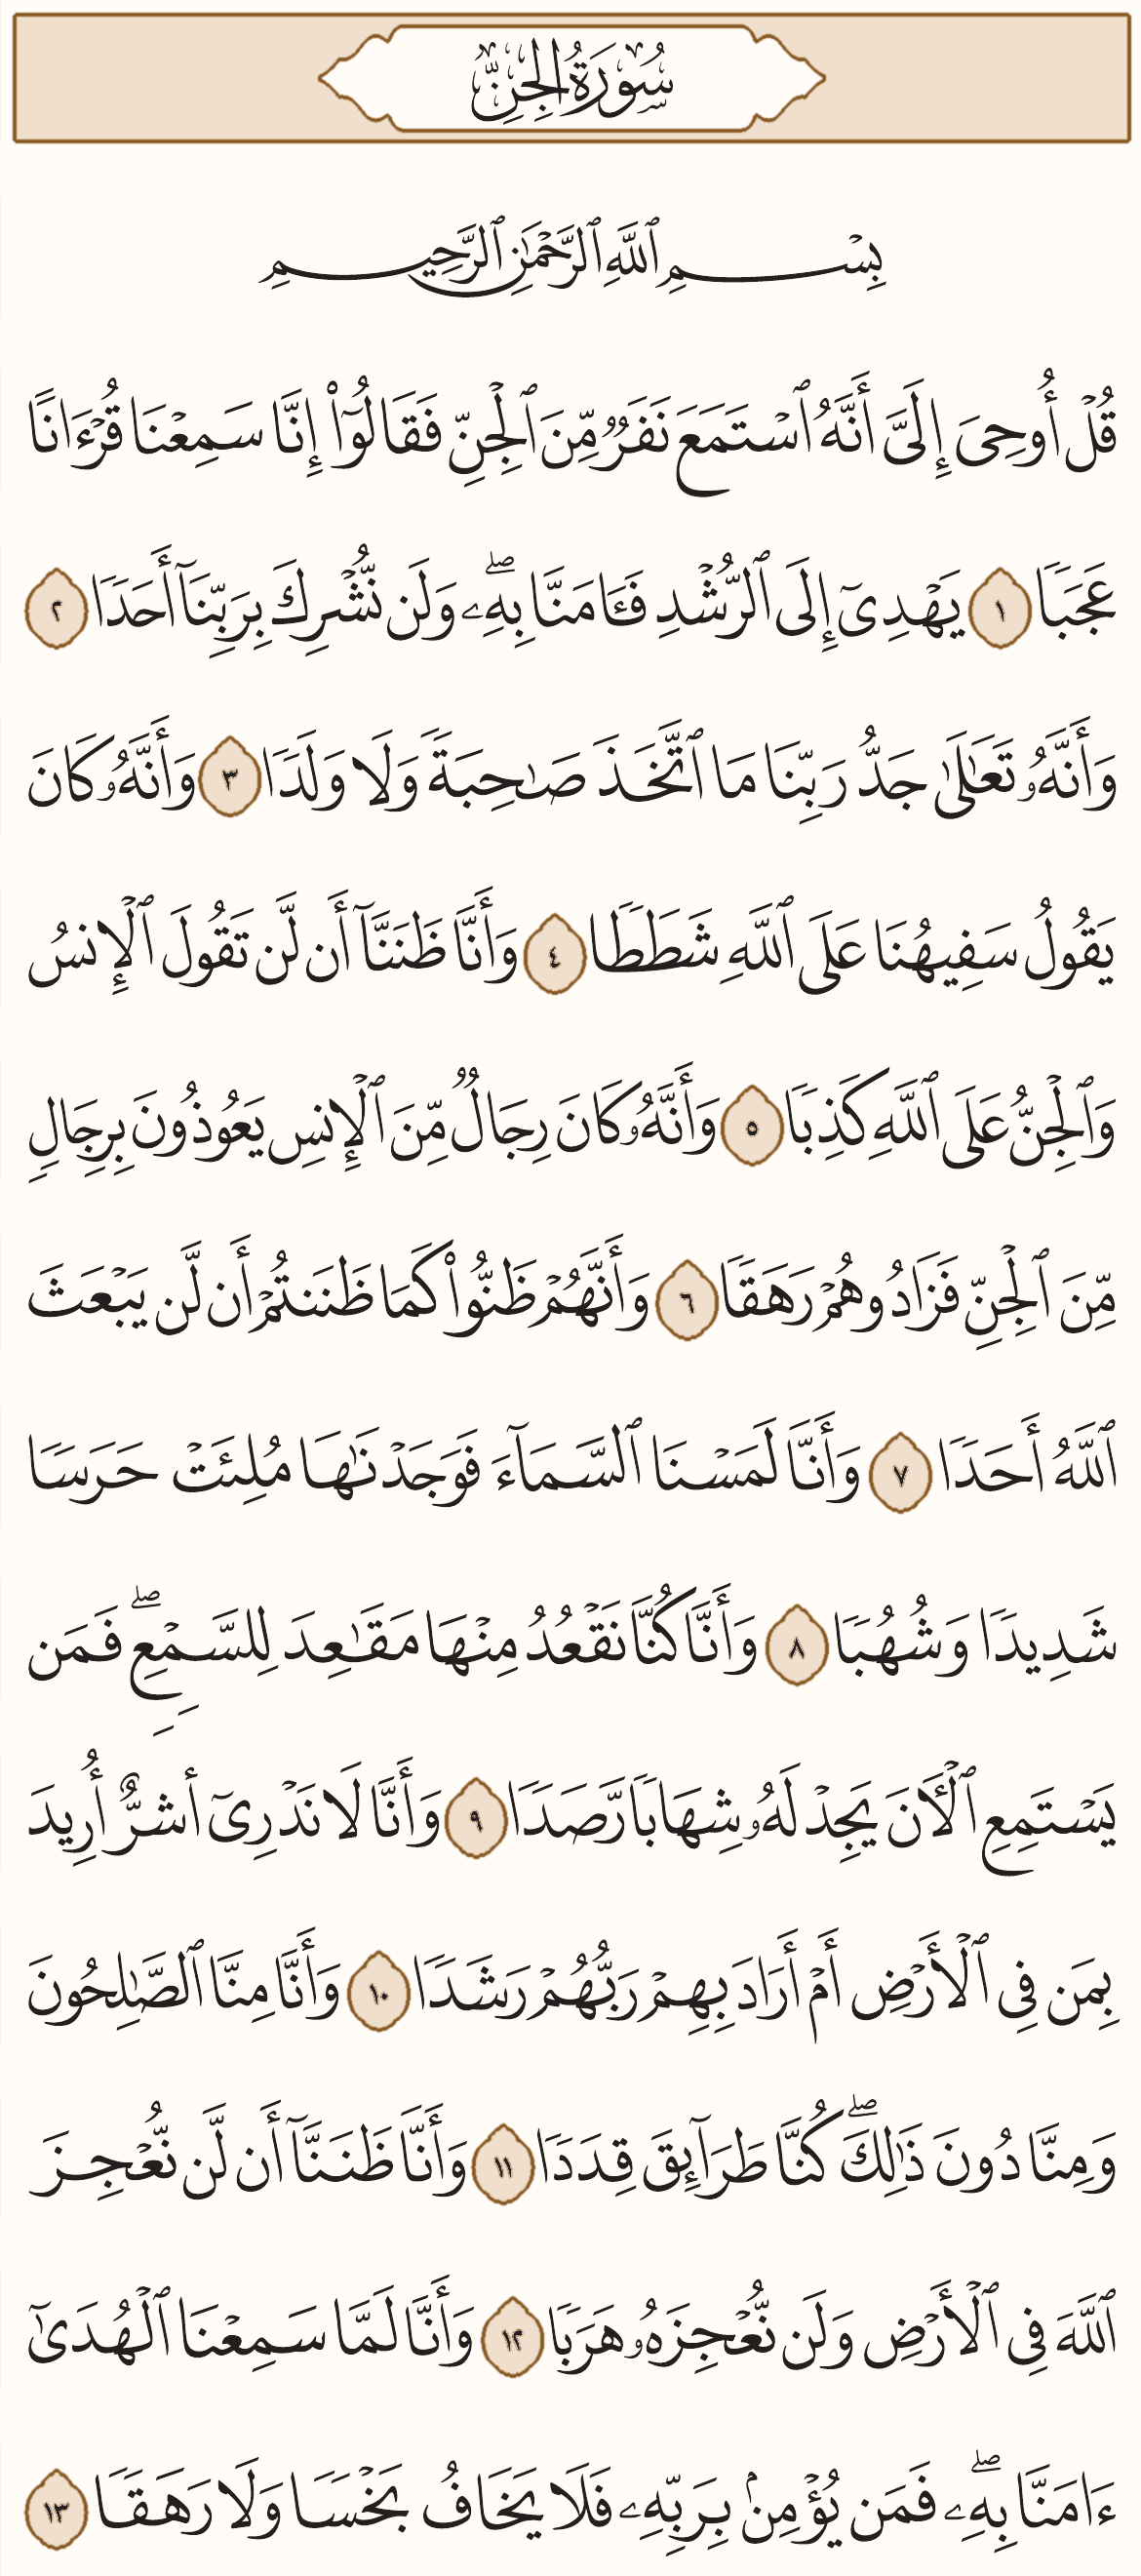 سُورَةُ الجِنِّ
بِسۡمِ ٱللَّهِ ٱلرَّحۡمَٰنِ ٱلرَّحِيمِ
قُلۡ أُوحِيَ إِلَيَّ أَنَّهُ ٱسۡتَمَعَ نَفَرٞ مِّنَ ٱلۡجِنِّ فَقَالُوٓاْ إِنَّا سَمِعۡنَا قُرۡءَانًا
عَجَبٗا ١ يَهۡدِيٓ إِلَى ٱلرُّشۡدِ فَـَٔامَنَّا بِهِۦۖ وَلَن نُّشۡرِكَ بِرَبِّنَآ أَحَدٗا ٢
وَأَنَّهُۥ تَعَٰلَىٰ جَدُّ رَبِّنَا مَا ٱتَّخَذَ صَٰحِبَةٗ وَلَا وَلَدٗا ٣ وَأَنَّهُۥ كَانَ
يَقُولُ سَفِيهُنَا عَلَى ٱللَّهِ شَطَطٗا ٤ وَأَنَّا ظَنَنَّآ أَن لَّن تَقُولَ ٱلۡإِنسُ
وَٱلۡجِنُّ عَلَى ٱللَّهِ كَذِبٗا ٥ وَأَنَّهُۥ كَانَ رِجَالٞ مِّنَ ٱلۡإِنسِ يَعُوذُونَ بِرِجَالٖ
مِّنَ ٱلۡجِنِّ فَزَادُوهُمۡ رَهَقٗا ٦ وَأَنَّهُمۡ ظَنُّواْ كَمَا ظَنَنتُمۡ أَن لَّن يَبۡعَثَ
ٱللَّهُ أَحَدٗا ٧ وَأَنَّا لَمَسۡنَا ٱلسَّمَآءَ فَوَجَدۡنَٰهَا مُلِئَتۡ حَرَسٗا
شَدِيدٗا وَشُهُبٗا ٨ وَأَنَّا كُنَّا نَقۡعُدُ مِنۡهَا مَقَٰعِدَ لِلسَّمۡعِۖ فَمَن
يَسۡتَمِعِ ٱلۡأٓنَ يَجِدۡ لَهُۥ شِهَابٗا رَّصَدٗا ٩ وَأَنَّا لَا نَدۡرِيٓ أَشَرٌّ أُرِيدَ
بِمَن فِي ٱلۡأَرۡضِ أَمۡ أَرَادَ بِهِمۡ رَبُّهُمۡ رَشَدٗا ١٠ وَأَنَّا مِنَّا ٱلصَّٰلِحُونَ
وَمِنَّا دُونَ ذَٰلِكَۖ كُنَّا طَرَآئِقَ قِدَدٗا ١١ وَأَنَّا ظَنَنَّآ أَن لَّن نُّعۡجِزَ
ٱللَّهَ فِي ٱلۡأَرۡضِ وَلَن نُّعۡجِزَهُۥ هَرَبٗا ١٢ وَأَنَّا لَمَّا سَمِعۡنَا ٱلۡهُدَىٰٓ
ءَامَنَّا بِهِۦۖ فَمَن يُؤۡمِنۢ بِرَبِّهِۦ فَلَا يَخَافُ بَخۡسٗا وَلَا رَهَقٗا ١٣